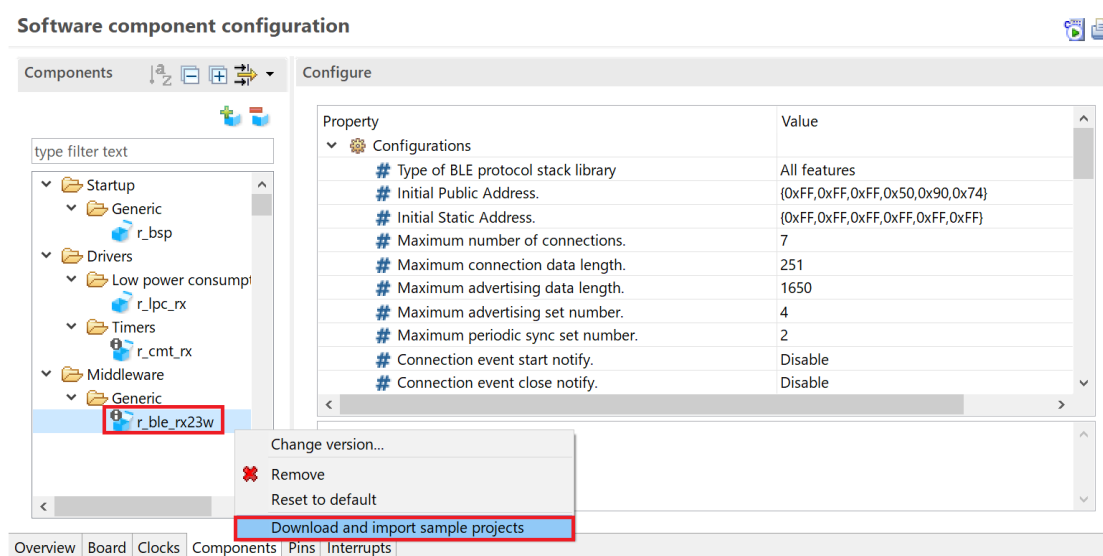 Software component configuration
Components
Configure
type filter text
Startup
Generic
r_bsp
Drivers
Low power consumpt
r_lpc_rx
Timers
r_cmt_rx
Middleware
Generic
r_ble_rx23w
Property Value
Configurations
# Type of BLE protocol stack library All features
# Initial Public Address. {0xFF,0xFF,0xFF,0x50,0x90,0x74}
# Initial Static Address. {0xFF,0xFF,0xFF,0xFF,0xFF,0xFF}
# Maximum number of connections. 7
# Maximum connection data length. 251
# Maximum advertising data length. 1650
# Maximum advertising set number. 4
# Maximum periodic sync set number. 2
# Connection event start notify. Disable
# Connection event close notify. Disable
Change version...
Remove
Reset to default
Download and import sample projects
Overview Board Clocks Components Pins Interrupts